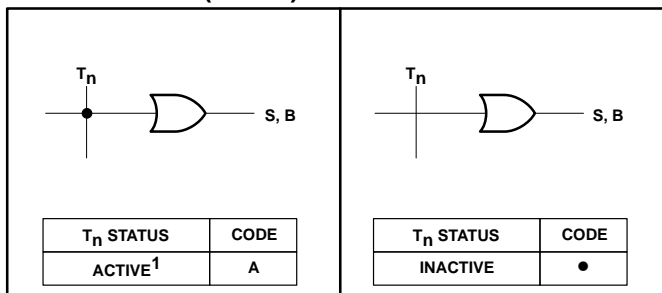 Tn
S, B
Tn STATUS CODE
ACTIVE1 A
Tn
S, B
Tn STATUS CODE
INACTIVE ●